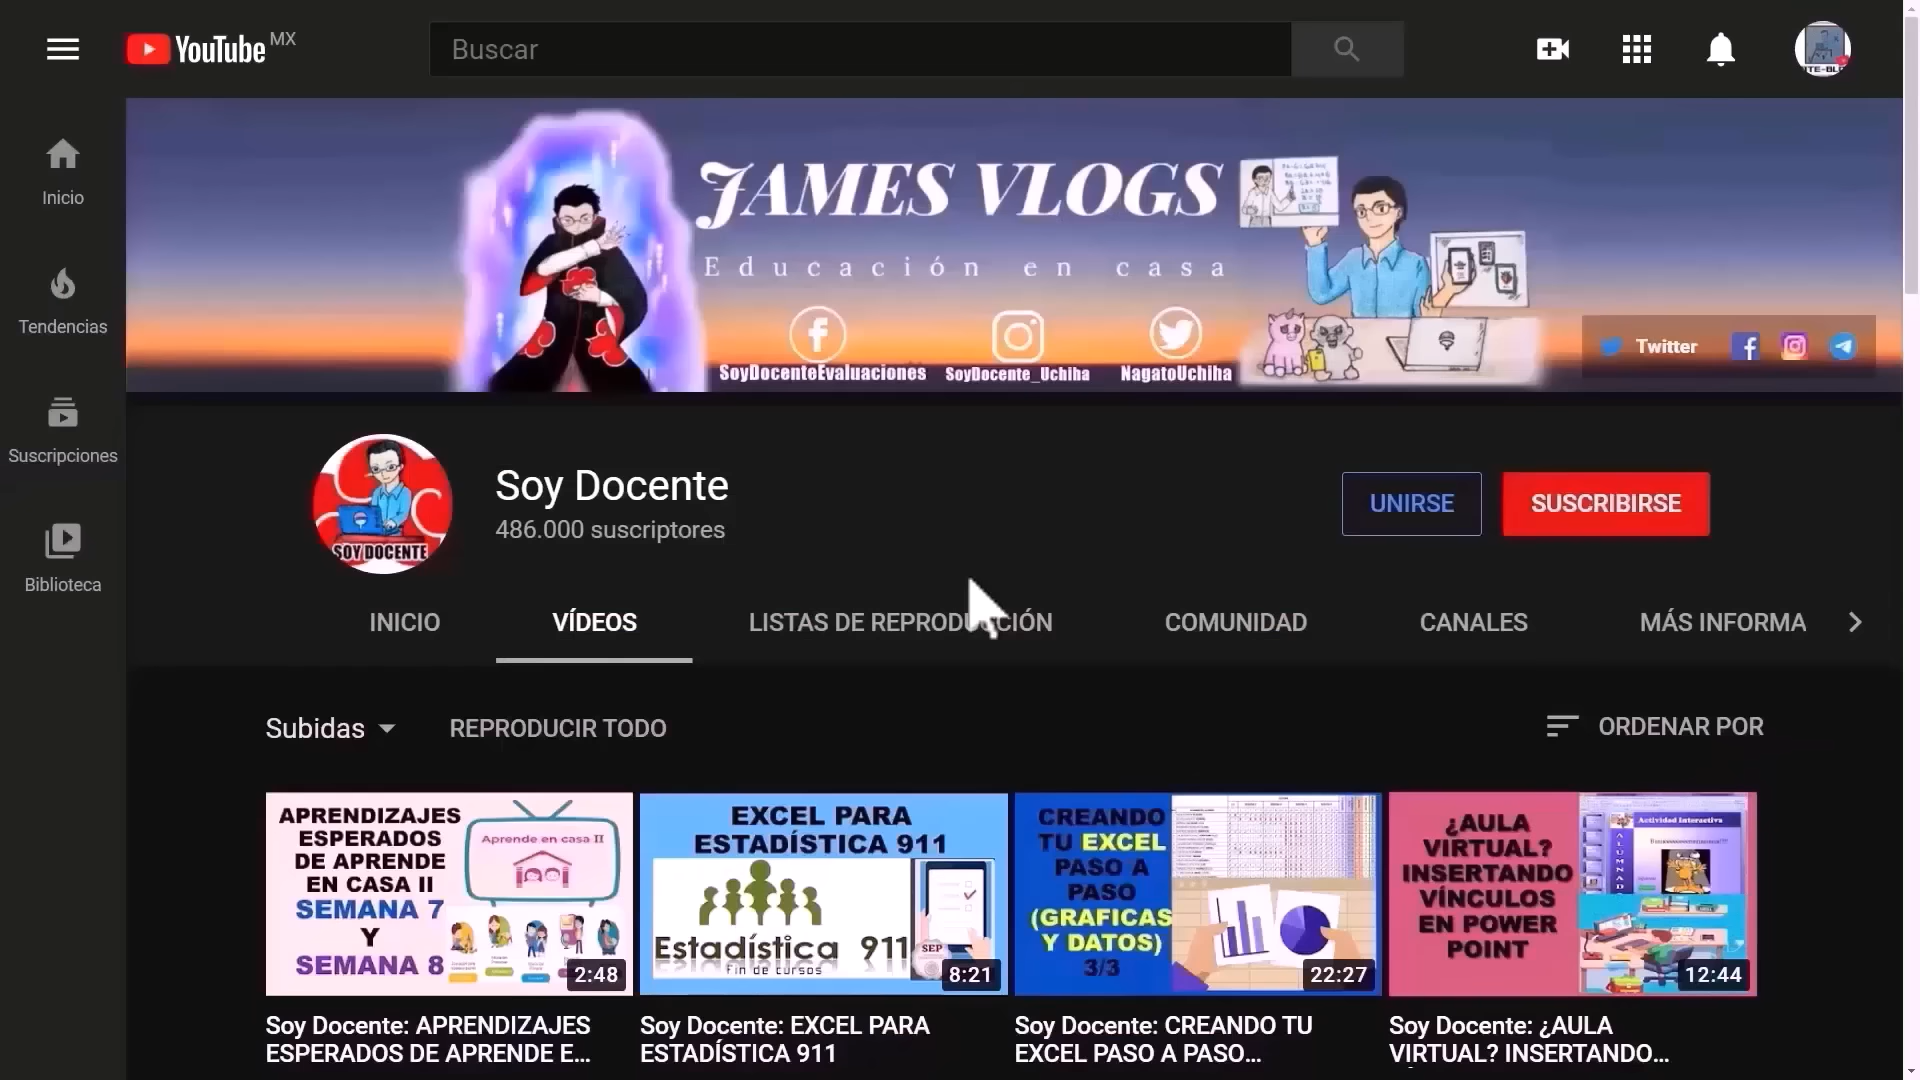 YouTube MX
Buscar
Inicio
Tendencias
Suscripciones
Biblioteca
JAMES VLOGS
Educación en casa
SoyDocenteEvaluaciones
SoyDocente_Uchiha
NagatoUchiha
Twitter
SOY DOCENTE
Soy Docente
486.000 suscriptores
UNIRSE
SUSCRIBIRSE
INICIO
VÍDEOS
LISTAS DE REPRODUCCIÓN
COMUNIDAD
CANALES
MÁS INFORMA
Subidas
REPRODUCIR TODO
ORDENAR POR
APRENDIZAJES
ESPERADOS
DE APRENDE
EN CASA II
SEMANA 7
Y
SEMANA 8
Aprende en casa II
2:48
EXCEL PARA
ESTADÍSTICA 911
Estadística 911
Fin de cursos
SEP
8:21
CREANDO
TU EXCEL
PASO A
PASO
(GRAFICAS
Y DATOS)
3/3
22:27
¿AULA
VIRTUAL?
INSERTANDO
VÍNCULOS
EN POWER
POINT
Actividad Interactiva
ALUMNAD
12:44
Soy Docente: APRENDIZAJES
ESPERADOS DE APRENDE E...
Soy Docente: EXCEL PARA
ESTADÍSTICA 911
Soy Docente: CREANDO TU
EXCEL PASO A PASO...
Soy Docente: ¿AULA
VIRTUAL? INSERTANDO...